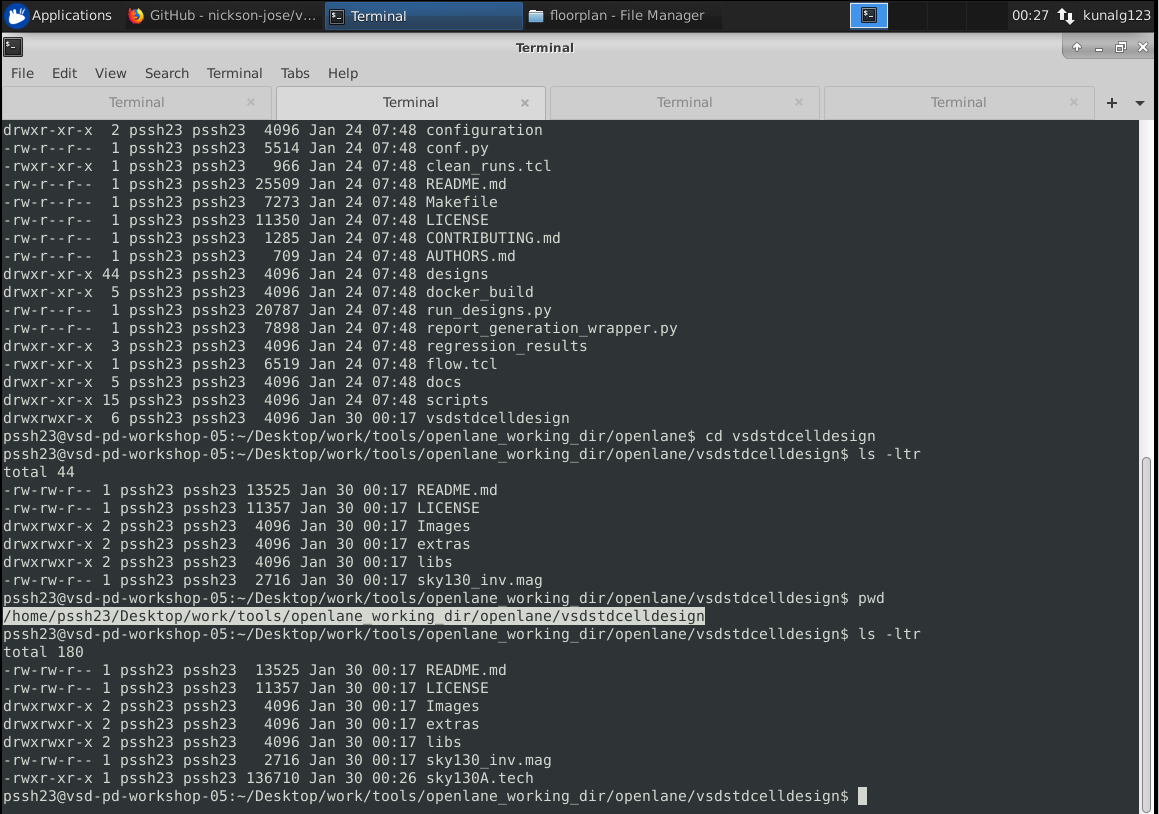 Applications GitHub - nickson-jose/v... Terminal floorplan - File Manager 00:27 kunalg123
Terminal
File Edit View Search Terminal Tabs Help
Terminal Terminal Terminal Terminal
drwxr-xr-x  2 pssh23 pssh23  4096 Jan 24 07:48 configuration
-rw-r--r--  1 pssh23 pssh23  5514 Jan 24 07:48 conf.py
-rwxr-xr-x  1 pssh23 pssh23   966 Jan 24 07:48 clean_runs.tcl
-rw-r--r--  1 pssh23 pssh23 25509 Jan 24 07:48 README.md
-rw-r--r--  1 pssh23 pssh23  7273 Jan 24 07:48 Makefile
-rw-r--r--  1 pssh23 pssh23 11350 Jan 24 07:48 LICENSE
-rw-r--r--  1 pssh23 pssh23  1285 Jan 24 07:48 CONTRIBUTING.md
-rw-r--r--  1 pssh23 pssh23   709 Jan 24 07:48 AUTHORS.md
drwxr-xr-x 44 pssh23 pssh23  4096 Jan 24 07:48 designs
drwxr-xr-x  5 pssh23 pssh23  4096 Jan 24 07:48 docker_build
-rw-r--r--  1 pssh23 pssh23 20787 Jan 24 07:48 run_designs.py
-rw-r--r--  1 pssh23 pssh23  7898 Jan 24 07:48 report_generation_wrapper.py
drwxr-xr-x  3 pssh23 pssh23  4096 Jan 24 07:48 regression_results
-rwxr-xr-x  1 pssh23 pssh23  6519 Jan 24 07:48 flow.tcl
drwxr-xr-x  5 pssh23 pssh23  4096 Jan 24 07:48 docs
drwxr-xr-x 15 pssh23 pssh23  4096 Jan 24 07:48 scripts
drwxrwxr-x  6 pssh23 pssh23  4096 Jan 30 00:17 vsdstdcelldesign
pssh23@vsd-pd-workshop-05:~/Desktop/work/tools/openlane_working_dir/openlane$ cd vsdstdcelldesign
pssh23@vsd-pd-workshop-05:~/Desktop/work/tools/openlane_working_dir/openlane/vsdstdcelldesign$ ls -ltr
total 44
-rw-rw-r-- 1 pssh23 pssh23 13525 Jan 30 00:17 README.md
-rw-rw-r-- 1 pssh23 pssh23 11357 Jan 30 00:17 LICENSE
drwxrwxr-x 2 pssh23 pssh23  4096 Jan 30 00:17 Images
drwxrwxr-x 2 pssh23 pssh23  4096 Jan 30 00:17 extras
drwxrwxr-x 2 pssh23 pssh23  4096 Jan 30 00:17 libs
-rw-rw-r-- 1 pssh23 pssh23  2716 Jan 30 00:17 sky130_inv.mag
pssh23@vsd-pd-workshop-05:~/Desktop/work/tools/openlane_working_dir/openlane/vsdstdcelldesign$ pwd
/home/pssh23/Desktop/work/tools/openlane_working_dir/openlane/vsdstdcelldesign
pssh23@vsd-pd-workshop-05:~/Desktop/work/tools/openlane_working_dir/openlane/vsdstdcelldesign$ ls -ltr
total 180
-rw-rw-r-- 1 pssh23 pssh23  13525 Jan 30 00:17 README.md
-rw-rw-r-- 1 pssh23 pssh23  11357 Jan 30 00:17 LICENSE
drwxrwxr-x 2 pssh23 pssh23   4096 Jan 30 00:17 Images
drwxrwxr-x 2 pssh23 pssh23   4096 Jan 30 00:17 extras
drwxrwxr-x 2 pssh23 pssh23   4096 Jan 30 00:17 libs
-rw-rw-r-- 1 pssh23 pssh23   2716 Jan 30 00:17 sky130_inv.mag
-rwxr-xr-x 1 pssh23 pssh23 136710 Jan 30 00:26 sky130A.tech
pssh23@vsd-pd-workshop-05:~/Desktop/work/tools/openlane_working_dir/openlane/vsdstdcelldesign$